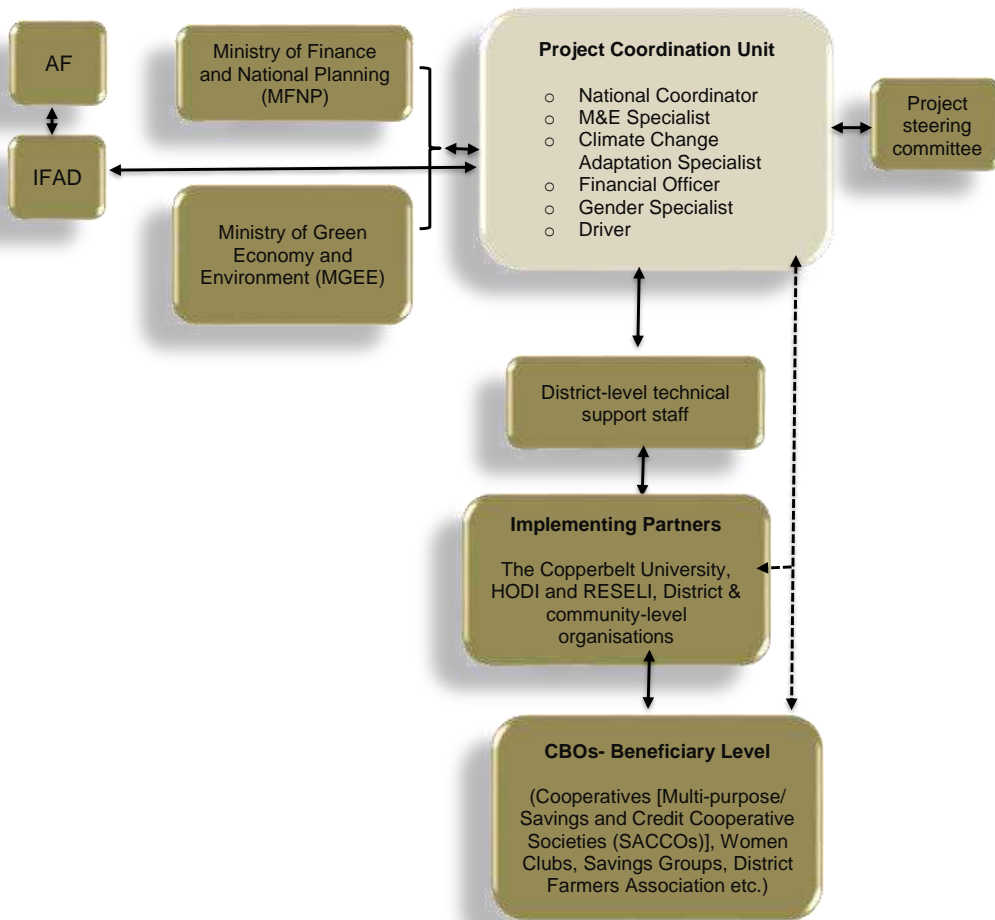 AF
IFAD
Ministry of Finance
and National Planning
(MFNP)
Ministry of Green
Economy and
Environment (MGEE)
Project Coordination Unit
o National Coordinator
o M&E Specialist
o Climate Change
Adaptation Specialist
o Financial Officer
o Gender Specialist
o Driver
Project
steering
committee
District-level technical
support staff
Implementing Partners
The Copperbelt University,
HODI and RESELI, District &
community-level
organisations
CBOs- Beneficiary Level
(Cooperatives [Multi-purpose/
Savings and Credit Cooperative
Societies (SACCOs)], Women
Clubs, Savings Groups, District
Farmers Association etc.)